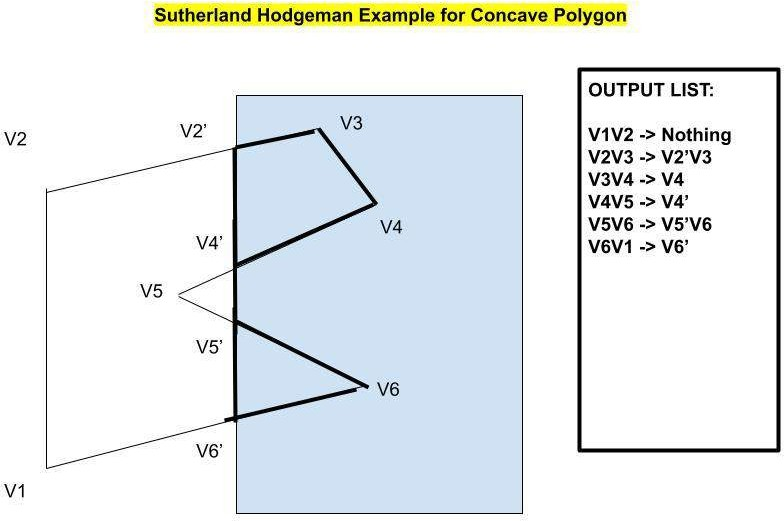 Sutherland Hodgeman Example for Concave Polygon
V2
V2’
V3
V4
V4’
V5
V5’
V6
V6’
V1
OUTPUT LIST:
V1V2 -> Nothing
V2V3 -> V2’V3
V3V4 -> V4
V4V5 -> V4’
V5V6 -> V5’V6
V6V1 -> V6’